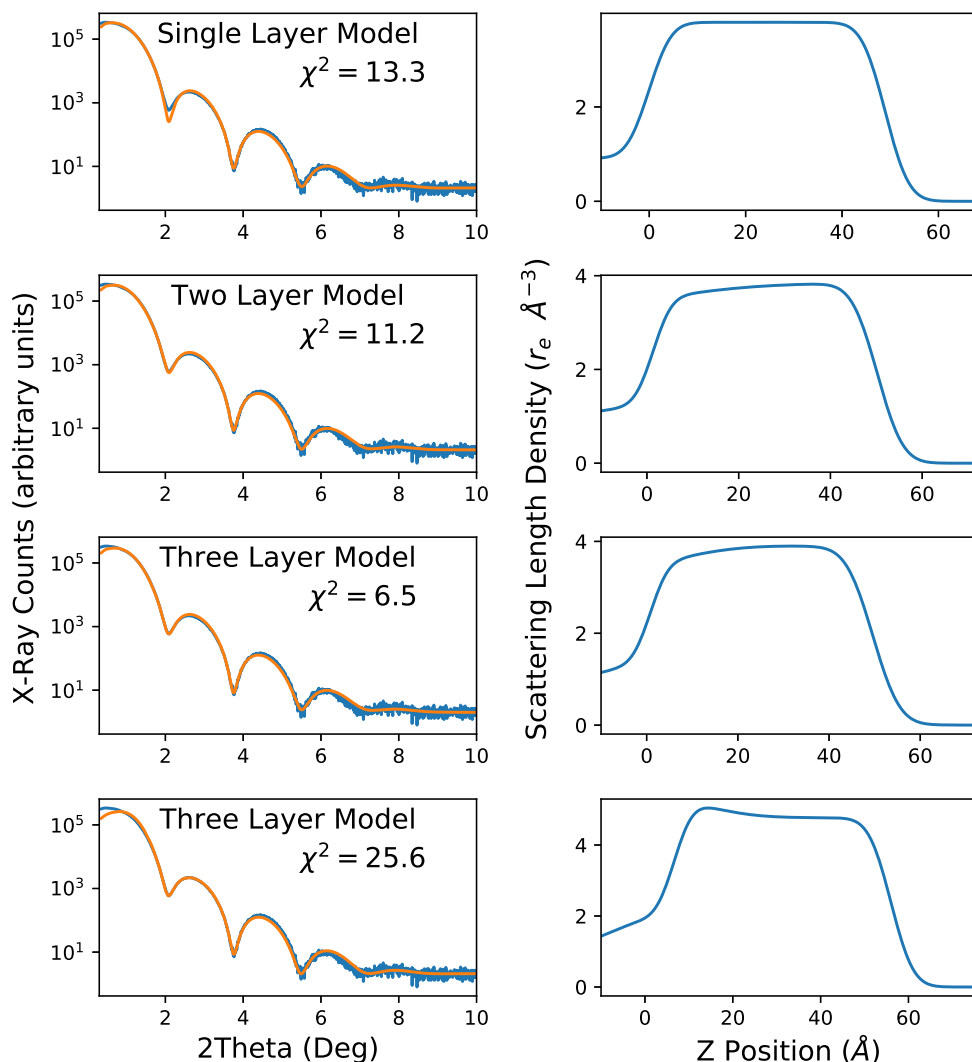 Single Layer Model
χ² = 13.3
10⁵
10³
10¹
2 4 6 8 10
2
0
0 20 40 60
Two Layer Model
χ² = 11.2
10⁵
10³
10¹
2 4 6 8 10
4
2
0
0 20 40 60
Three Layer Model
χ² = 6.5
10⁵
10³
10¹
2 4 6 8 10
4
2
0
0 20 40 60
Three Layer Model
χ² = 25.6
10⁵
10³
10¹
2 4 6 8 10
4
2
0
0 20 40 60
X-Ray Counts (arbitrary units)
Scattering Length Density (rₑ Å⁻³)
2Theta (Deg)
Z Position (Å)